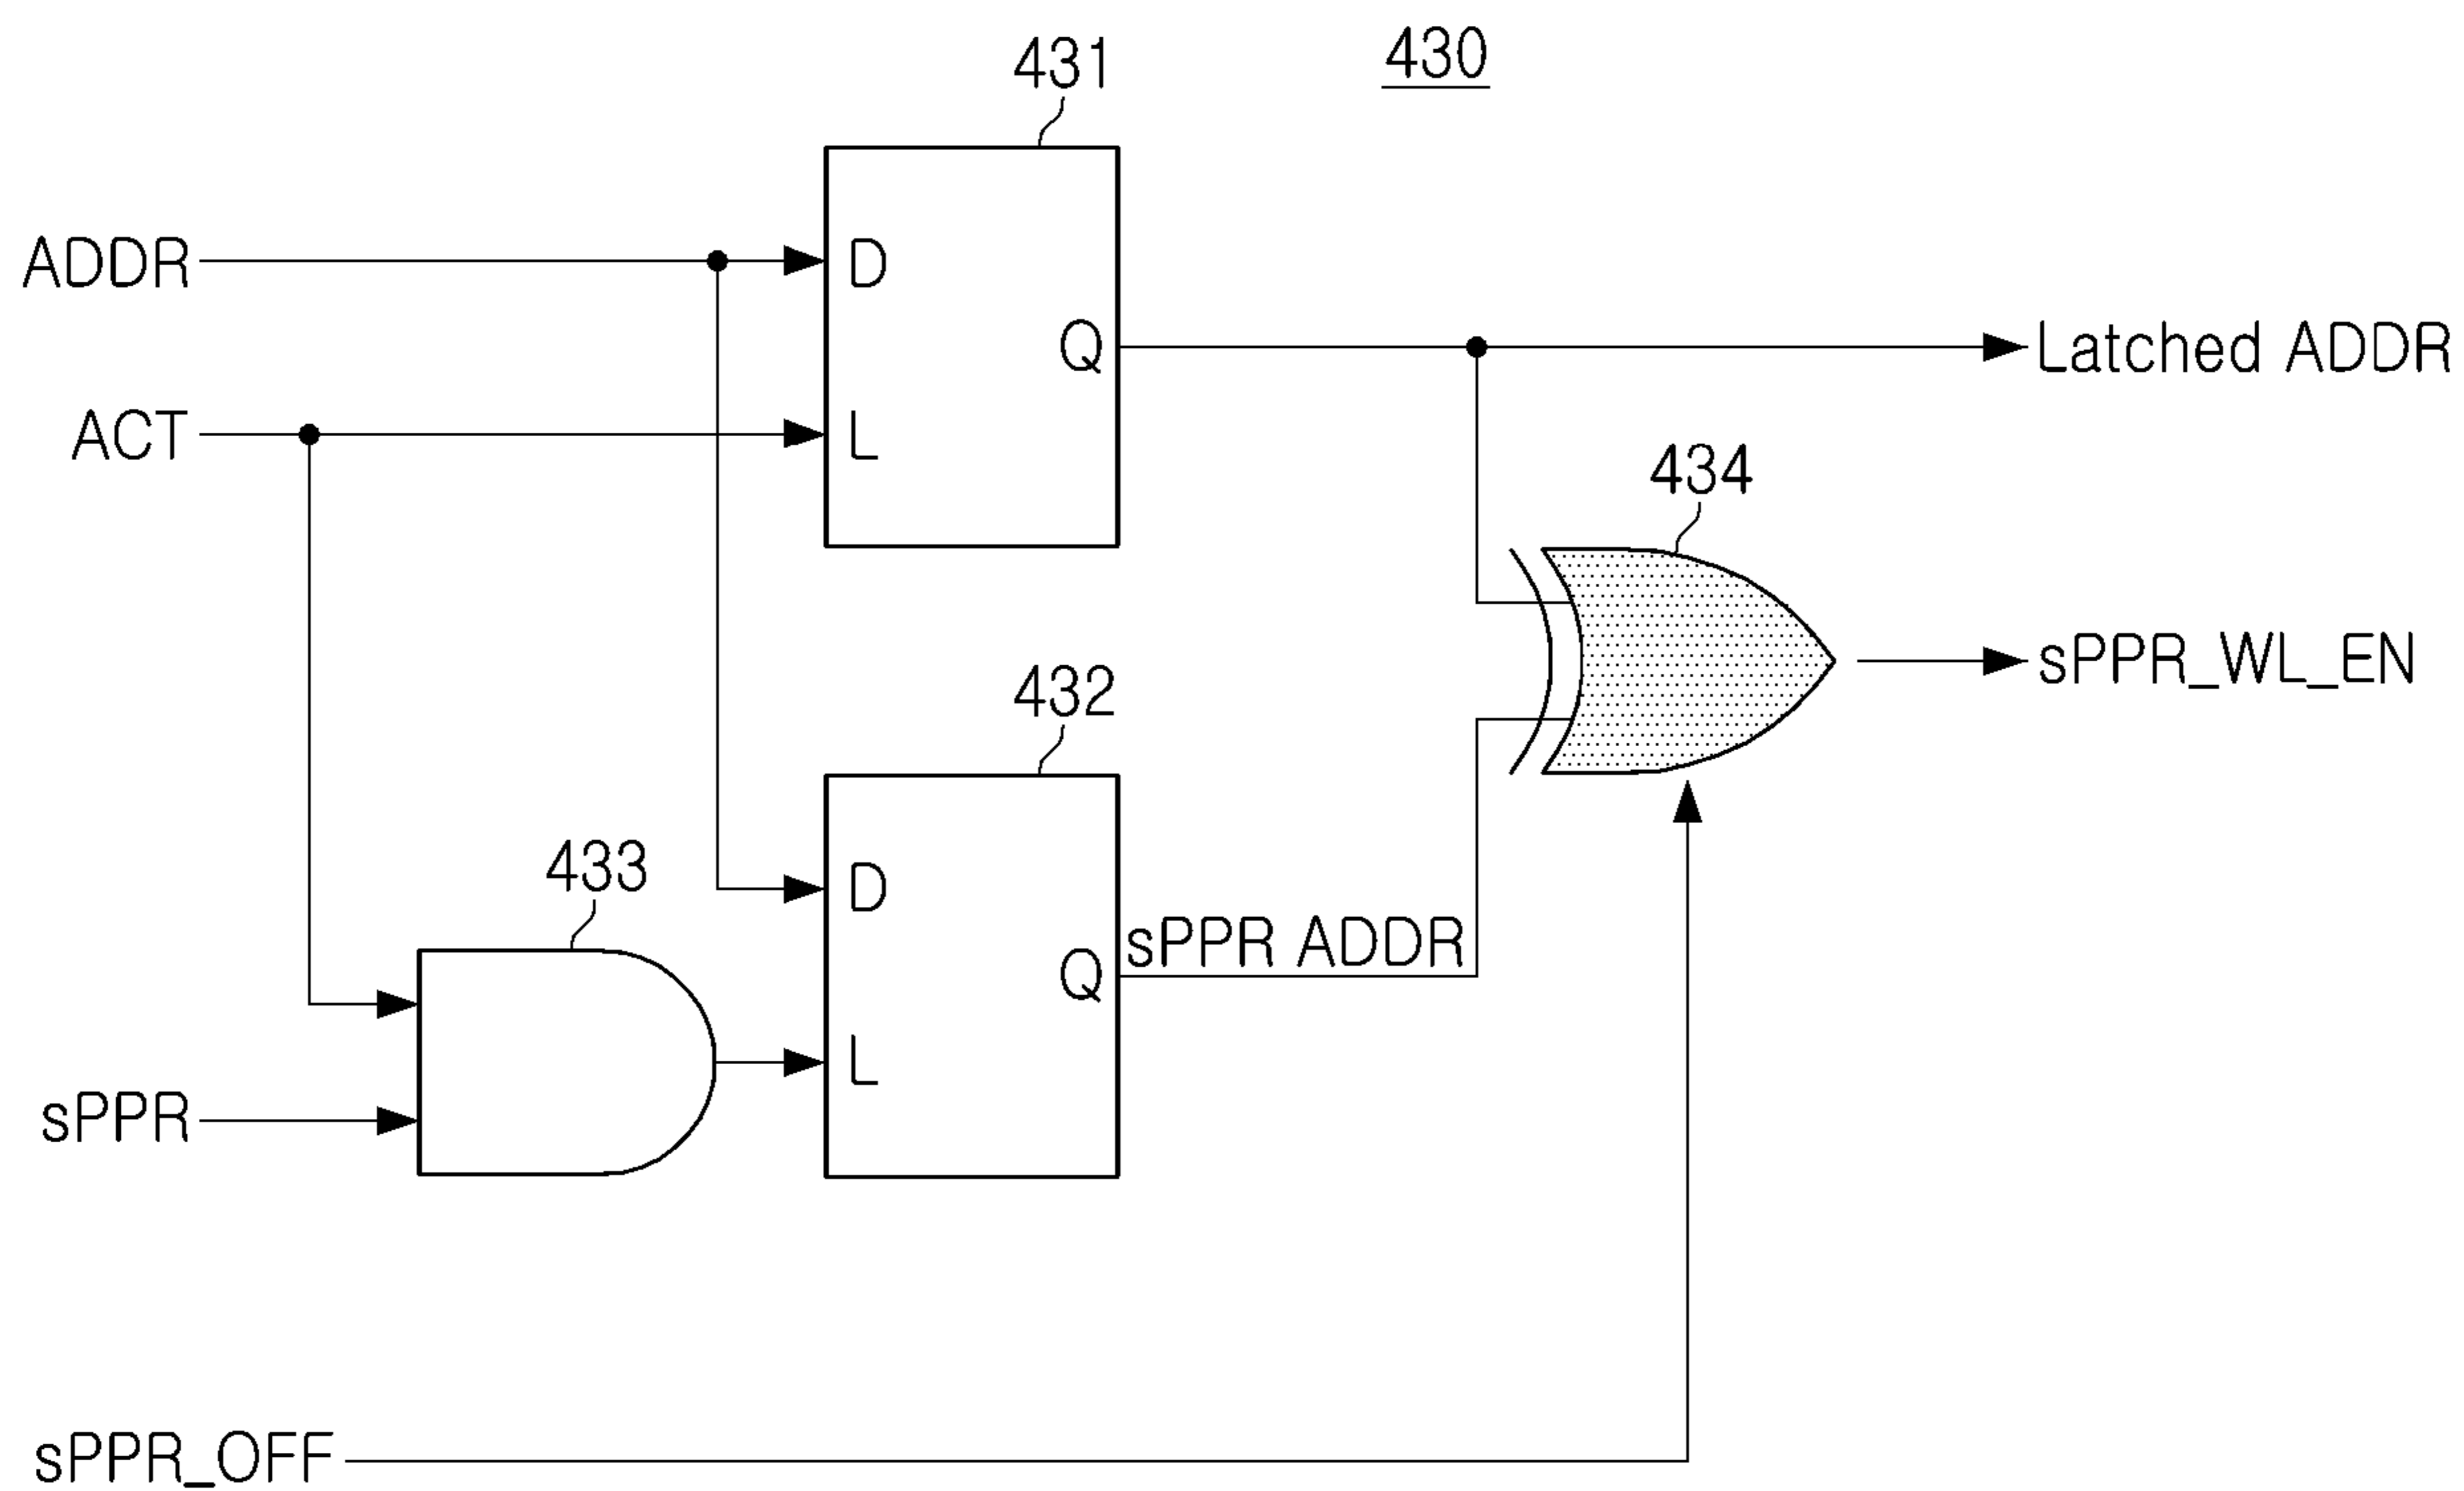 430
431
ADDR
D
Q
Latched ADDR
ACT
L
434
sPPR_WL_EN
432
433
D
sPPR ADDR
Q
L
sPPR
sPPR_OFF